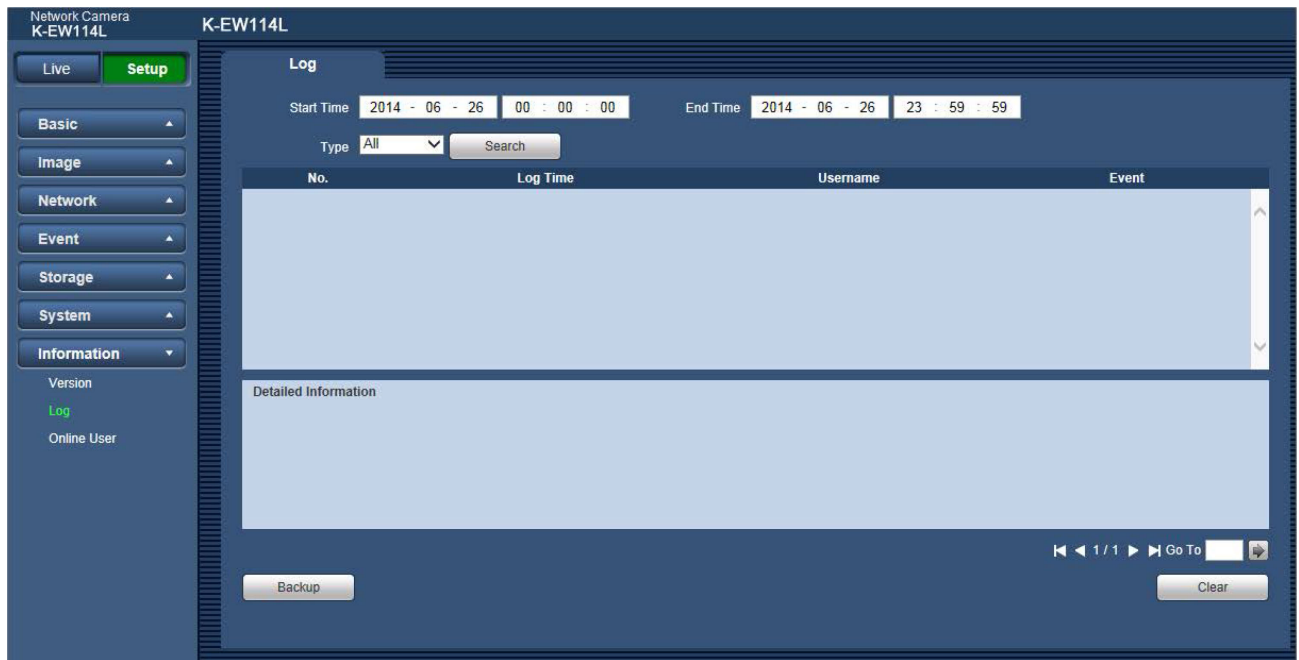 Network Camera
K-EW114L
K-EW114L
Live Setup
Basic
Image
Network
Event
Storage
System
Information
Version
Log
Online User
Log
Start Time 2014 - 06 - 26 00 : 00 : 00 End Time 2014 - 06 - 26 23 : 59 : 59
Type All Search
No. Log Time Username Event
Detailed Information
1 / 1 Go To
Backup Clear